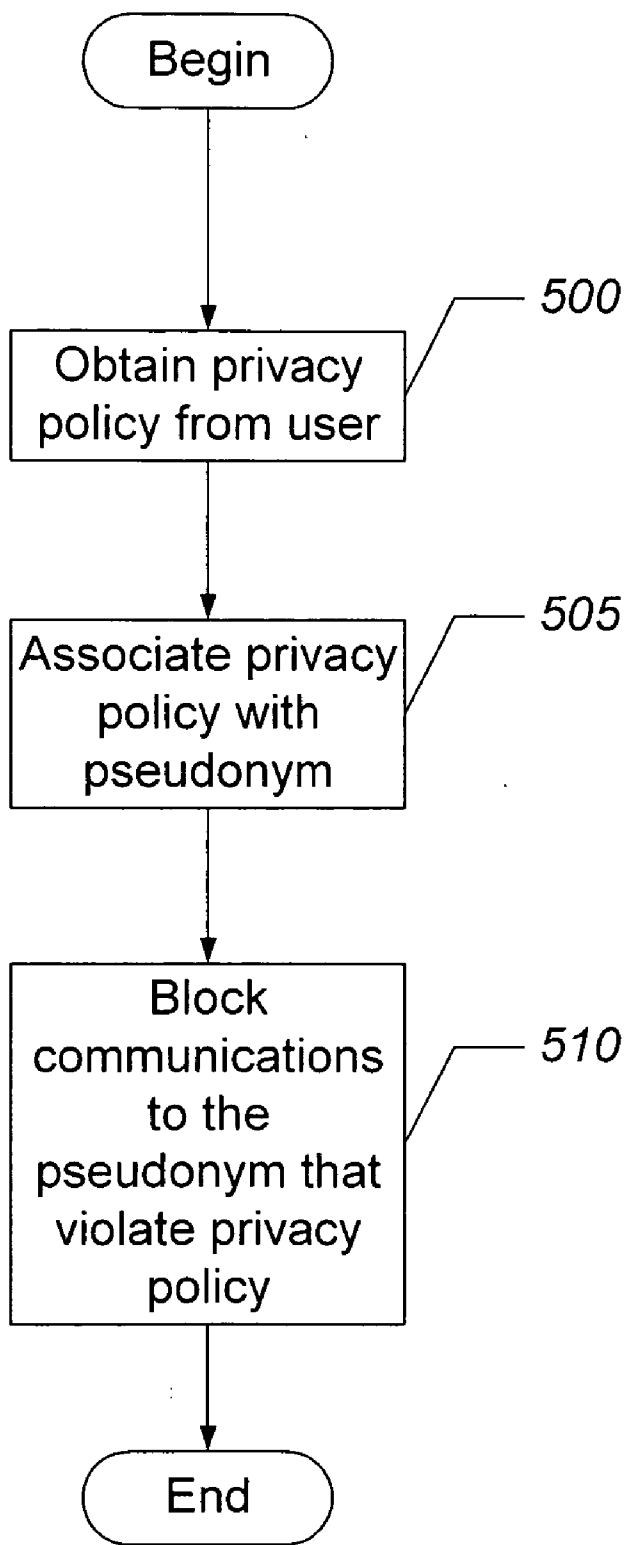 Begin
500
Obtain privacy
policy from user
505
Associate privacy
policy with
pseudonym
510
Block
communications
to the
pseudonym that
violate privacy
policy
End